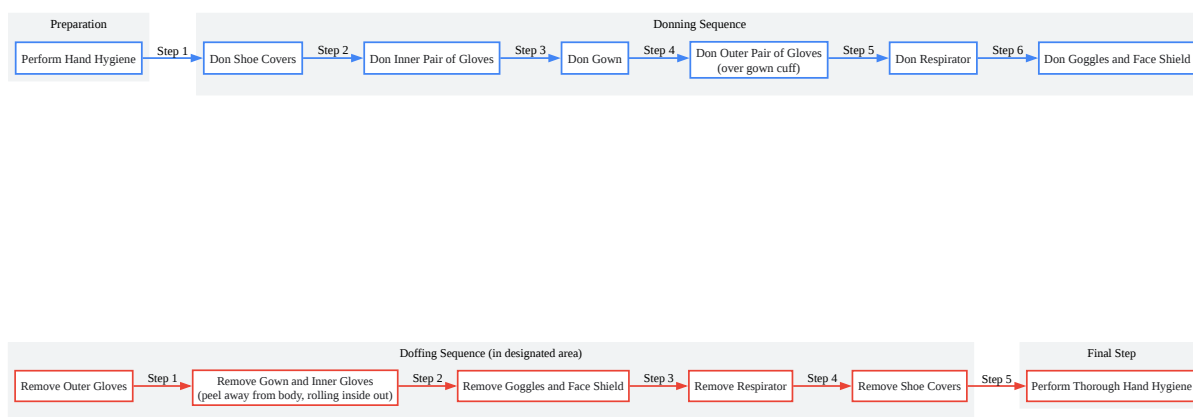 Preparation
Donning Sequence
Perform Hand Hygiene
Step 1
Don Shoe Covers
Step 2
Don Inner Pair of Gloves
Step 3
Don Gown
Step 4
Don Outer Pair of Gloves
(over gown cuff)
Step 5
Don Respirator
Step 6
Don Goggles and Face Shield
Doffing Sequence (in designated area)
Final Step
Remove Outer Gloves
Step 1
Remove Gown and Inner Gloves
(peel away from body, rolling inside out)
Step 2
Remove Goggles and Face Shield
Step 3
Remove Respirator
Step 4
Remove Shoe Covers
Step 5
Perform Thorough Hand Hygiene